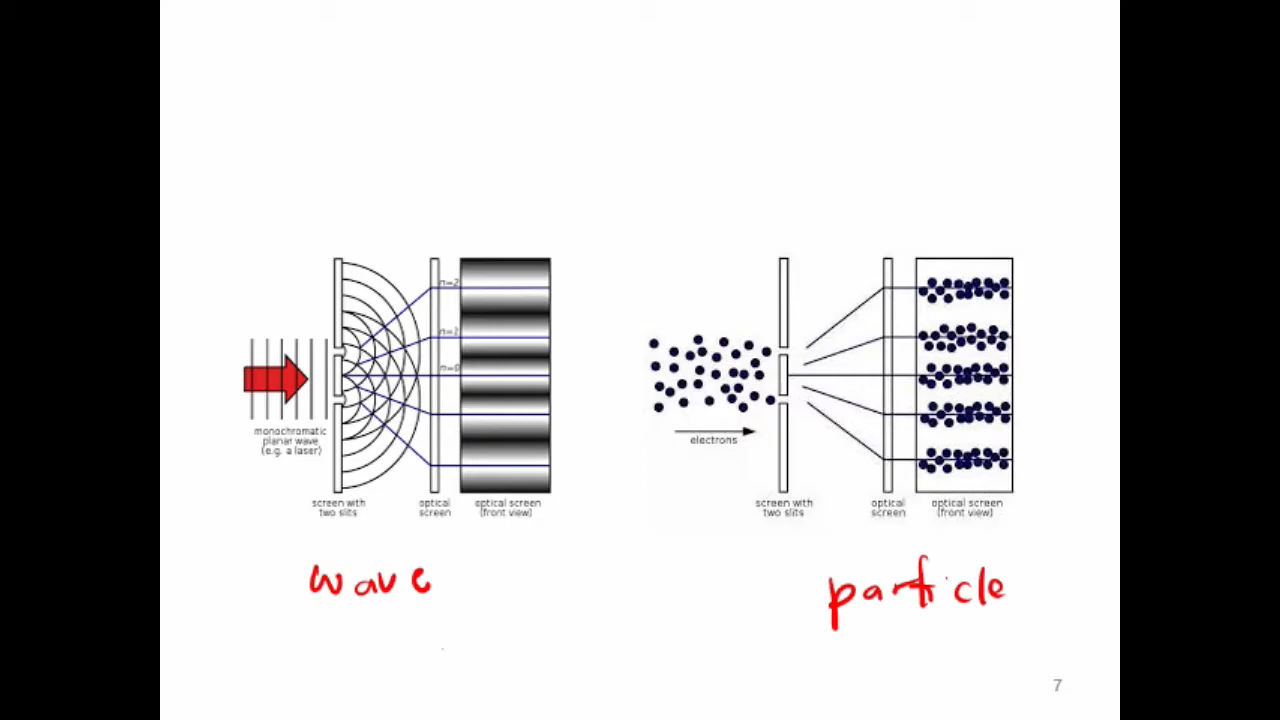 n=2
n=1
n=0
monochromatic
planar wave
(e.g. a laser)
screen with
two slits
optical
screen
optical screen
(front view)
electrons
screen with
two slits
optical
screen
optical screen
(front view)
wave
particle
7